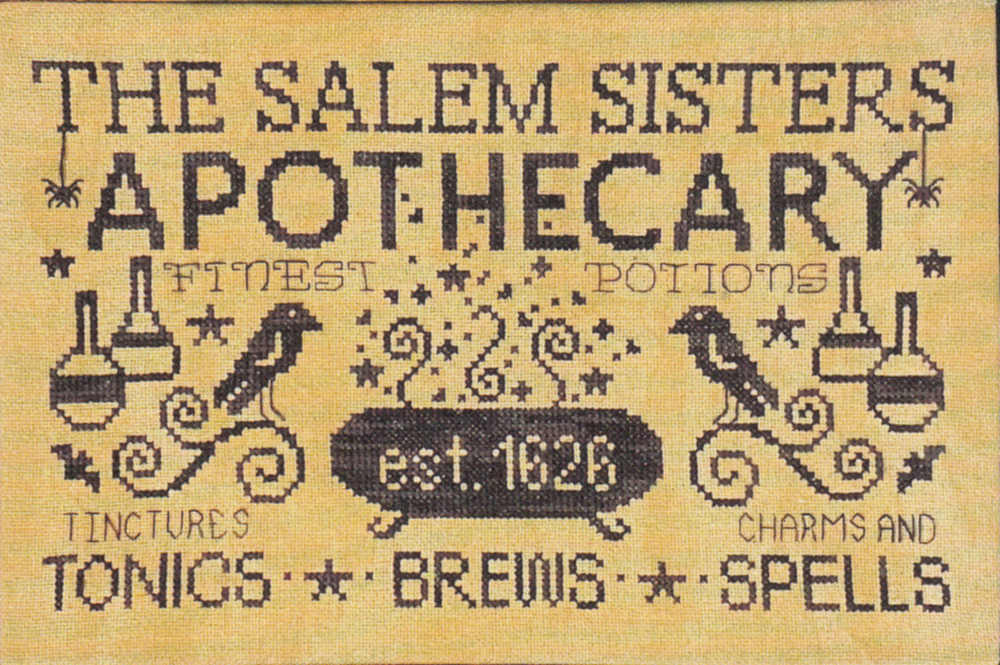 THE SALEM SISTERS
APOTHECARY
FINEST POTIONS
est. 1626
TINCTURES CHARMS AND
TONICS · BREWS · SPELLS